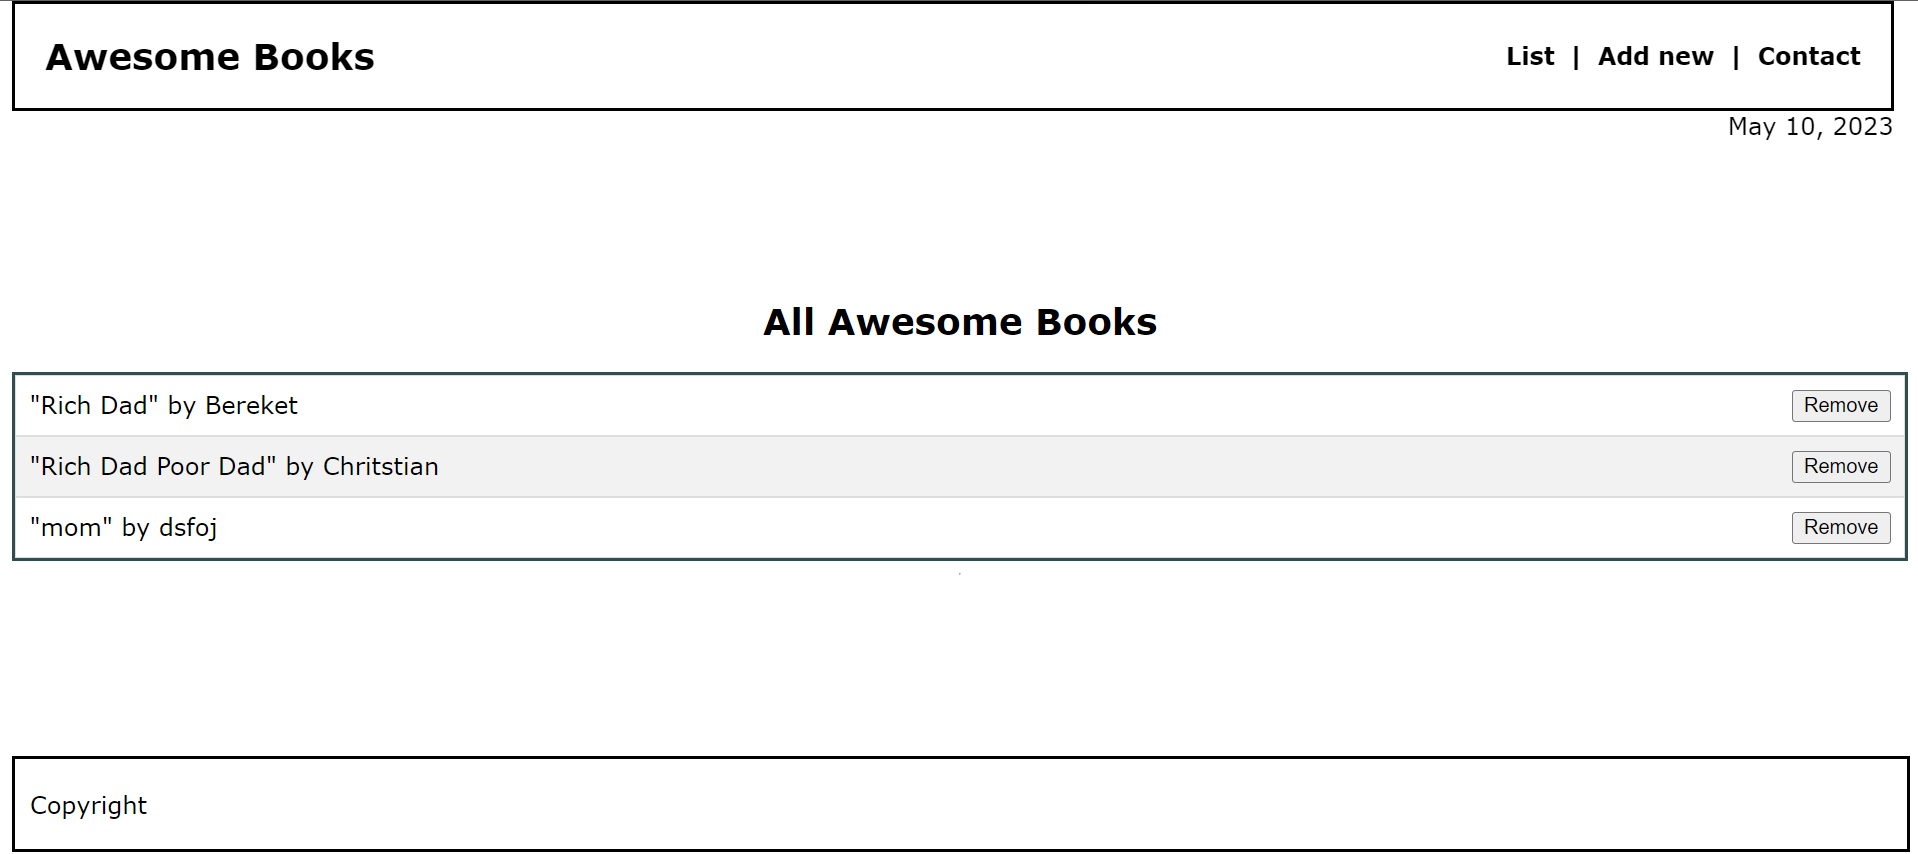 Awesome Books
List | Add new | Contact
May 10, 2023
All Awesome Books
"Rich Dad" by Bereket Remove
"Rich Dad Poor Dad" by Chritstian Remove
"mom" by dsfoj Remove
Copyright